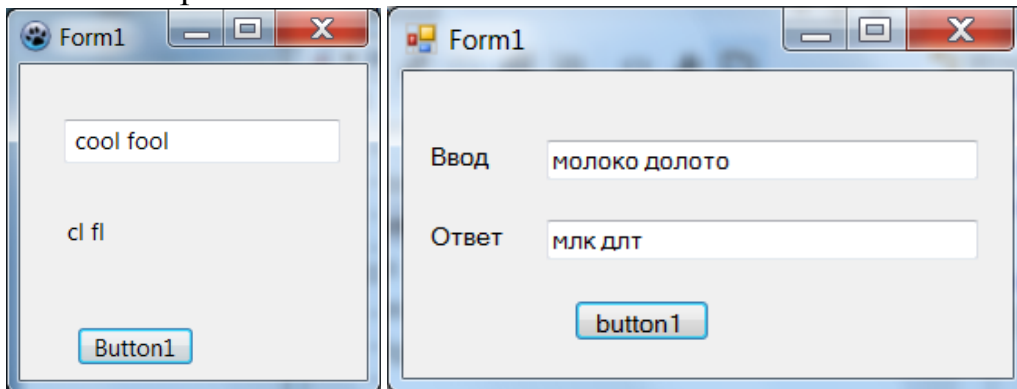 Form1
cool fool
cl fl
Button1
Form1
Ввод молоко долото
Ответ млк длт
button1